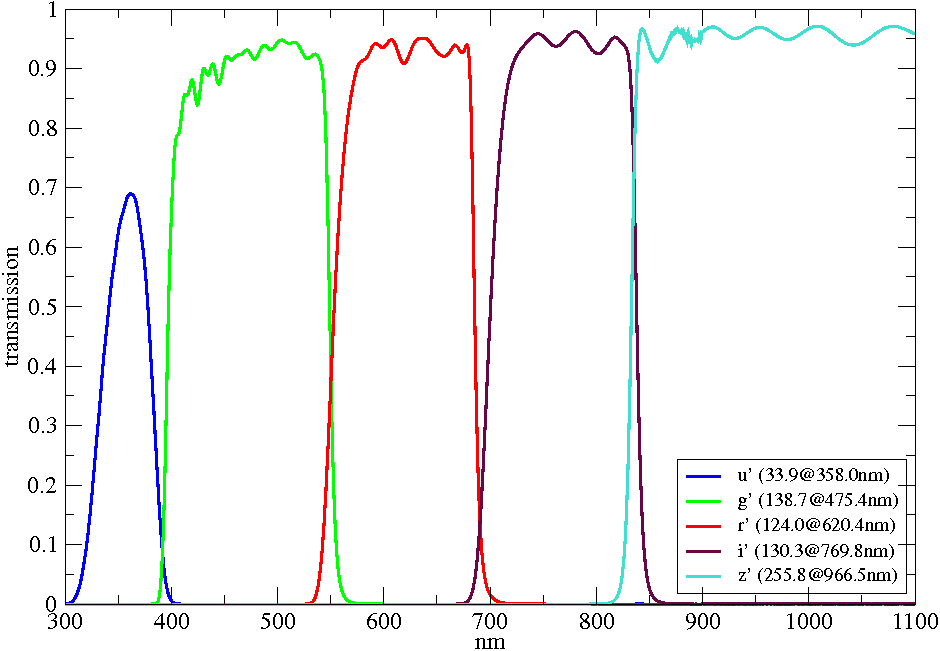 1
0.9
0.8
0.7
0.6
0.5
0.4
0.3
0.2
0.1
0
transmission
300 400 500 600 700 800 900 1000 1100
nm
u' (33.9@358.0nm)
g' (138.7@475.4nm)
r' (124.0@620.4nm)
i' (130.3@769.8nm)
z' (255.8@966.5nm)